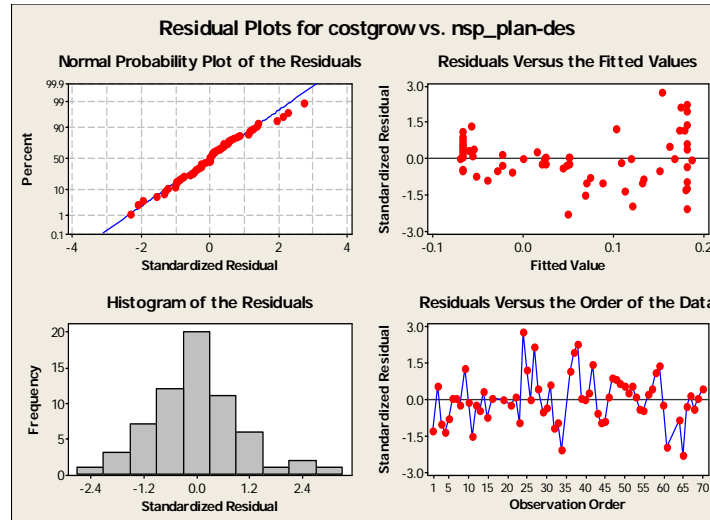 Residual Plots for costgrow vs. nsp_plan-des
Normal Probability Plot of the Residuals
99.9
99
90
50
10
1
0.1
Percent
-4 -2 0 2 4
Standardized Residual
Residuals Versus the Fitted Values
3.0
1.5
0.0
-1.5
-3.0
Standardized Residual
-0.1 0.0 0.1 0.2
Fitted Value
Histogram of the Residuals
20
15
10
5
0
Frequency
-2.4 -1.2 0.0 1.2 2.4
Standardized Residual
Residuals Versus the Order of the Data
3.0
1.5
0.0
-1.5
-3.0
Standardized Residual
1 5 10 15 20 25 30 35 40 45 50 55 60 65 70
Observation Order